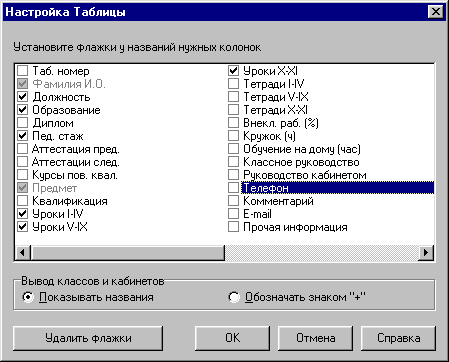 Настройка Таблицы
Установите флажки у названий нужных колонок
Таб. номер
Фамилия И.О.
Должность
Образование
Диплом
Пед. стаж
Аттестация пред.
Аттестация след.
Курсы пов. квал.
Предмет
Квалификация
Уроки I-IV
Уроки V-IX
Уроки X-XI
Тетради I-IV
Тетради V-IX
Тетради X-XI
Внекл. раб. (%)
Кружок (ч)
Обучение на дому (час)
Классное руководство
Руководство кабинетом
Телефон
Комментарий
E-mail
Прочая информация
Вывод классов и кабинетов
Показывать названия
Обозначать знаком "+"
Удалить флажки
OK
Отмена
Справка